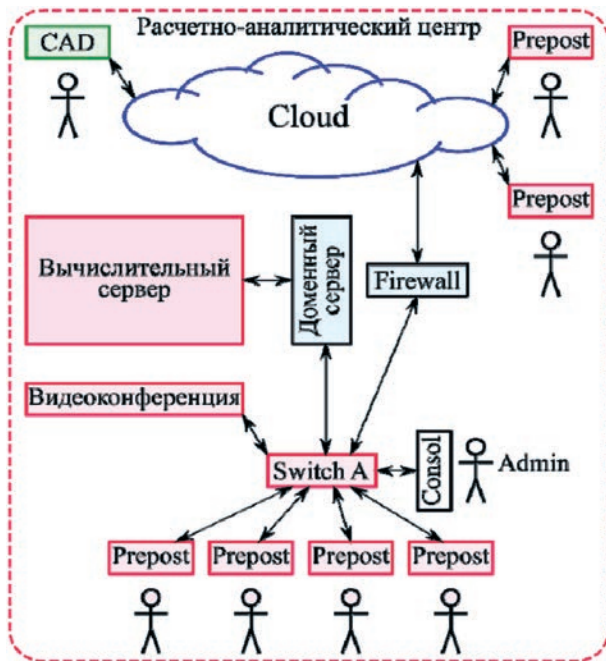 Расчетно-аналитический центр
CAD
Prepost
Cloud
Prepost
Вычислительный
сервер
Доменный
сервер
Firewall
Видеоконференция
Switch A
Consol
Admin
Prepost
Prepost
Prepost
Prepost